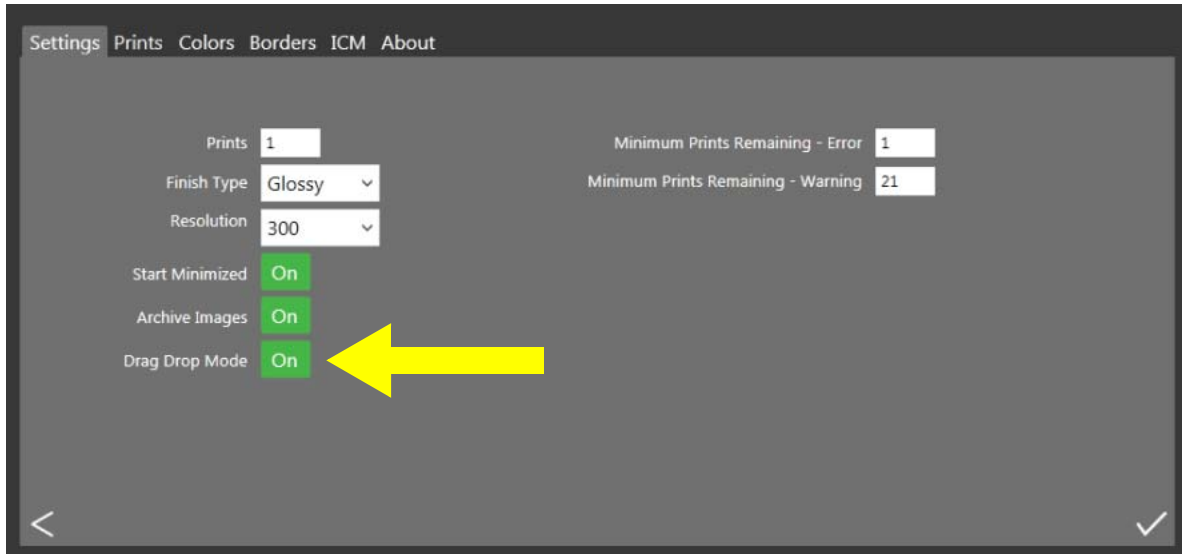 Settings Prints Colors Borders ICM About
Prints 1
Minimum Prints Remaining - Error 1
Finish Type Glossy
Minimum Prints Remaining - Warning 21
Resolution 300
Start Minimized On
Archive Images On
Drag Drop Mode On